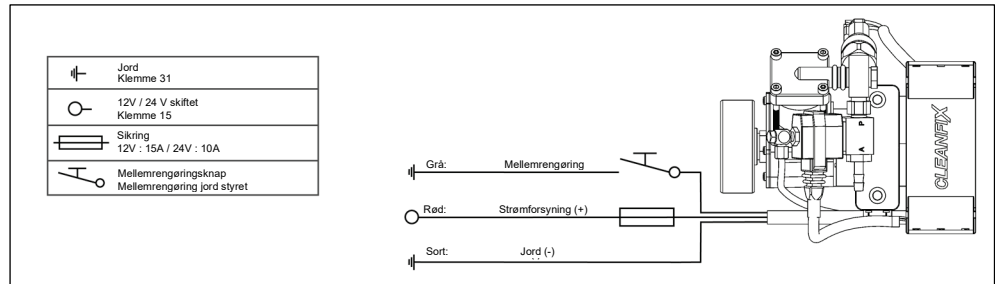 Jord
Klemme 31
12V / 24 V skiftet
Klemme 15
Sikring
12V : 15A / 24V : 10A
Mellemrengøringsknap
Mellemrengøring jord styret
Grå: Mellemrengøring
Rød: Strømforsyning (+)
Sort: Jord (-)
A P
CLEANFIX